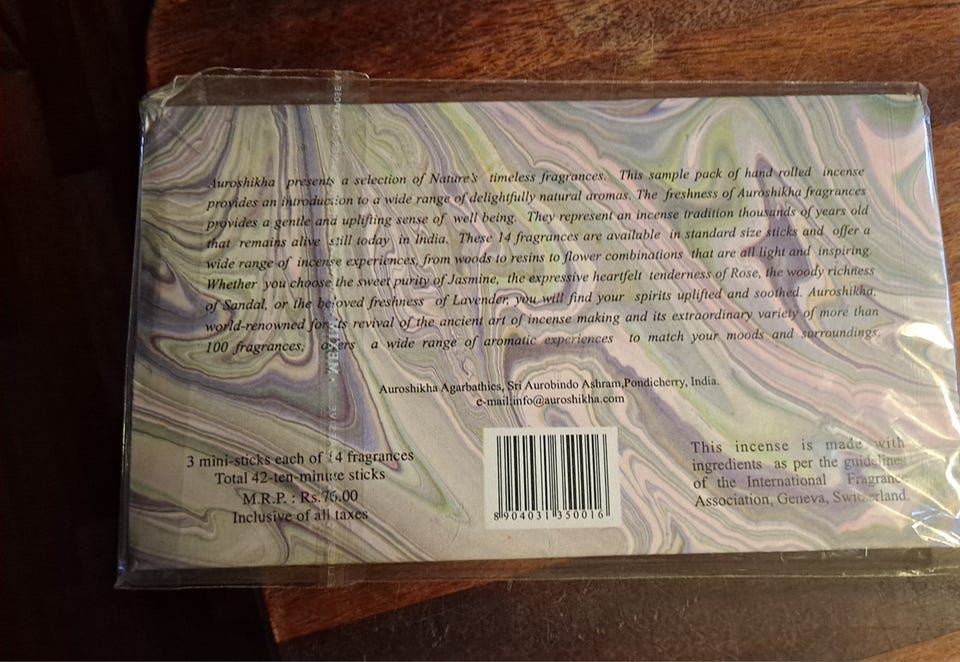 Auroshikha presents a selection of Nature's timeless fragrances. This sample pack of hand rolled incense
provides an introduction to a wide range of delightfully natural aromas. The freshness of Auroshikha fragrances
provides a gentle and uplifting sense of well being. They represent an incense tradition thousands of years old
that remains alive still today in India. These 14 fragrances are available in standard size sticks and offer a
wide range of incense experiences, from woods to resins to flower combinations that are all light and inspiring.
Whether you choose the sweet purity of Jasmine, the expressive heartfelt tenderness of Rose, the woody richness
of Sandal, or the beloved freshness of Lavender, you will find your spirits uplifted and soothed. Auroshikha,
world-renowned for its revival of the ancient art of incense making and its extraordinary variety of more than
100 fragrances, offers a wide range of aromatic experiences to match your moods and surroundings.
Auroshikha Agarbathies, Sri Aurobindo Ashram,Pondicherry, India.
e-mail:info@auroshikha.com
3 mini-sticks each of 14 fragrances
Total 42-ten-minute sticks
M.R.P. : Rs.76.00
Inclusive of all taxes
8 904031 350016
This incense is made with
ingredients as per the guidelines
of the International Fragrance
Association, Geneva, Switzerland.